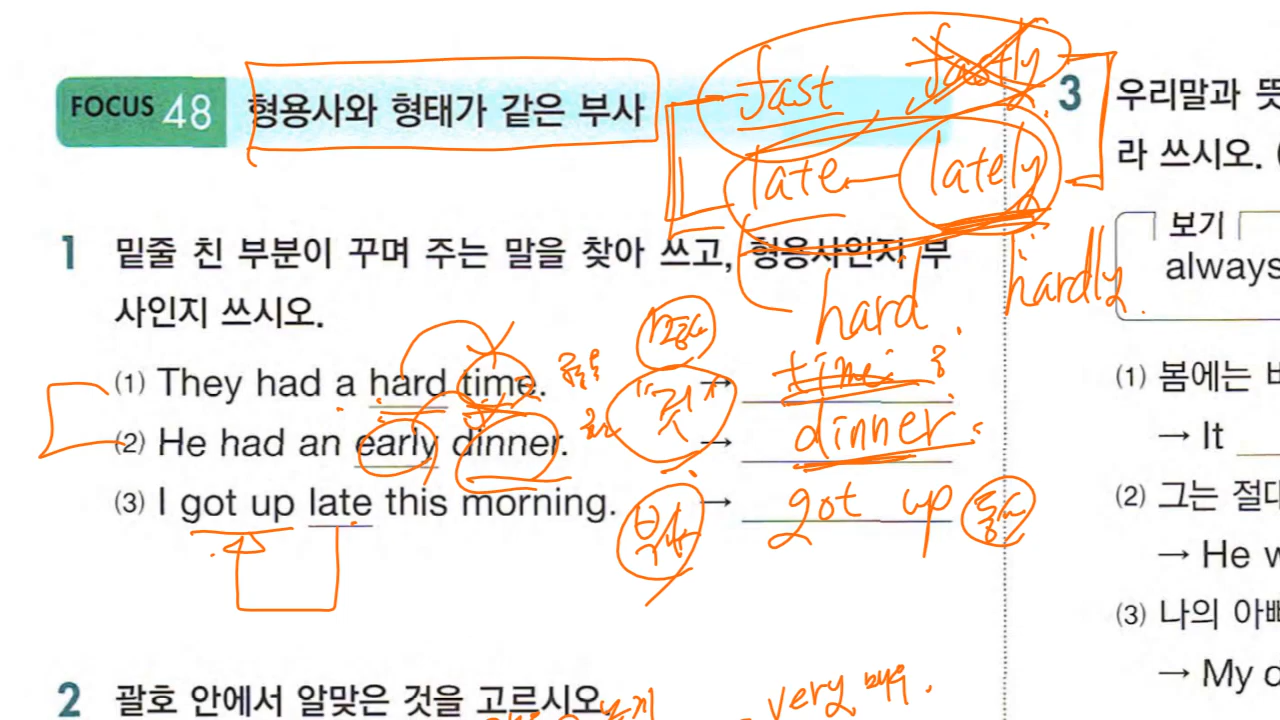 FOCUS 48 형용사와 형태가 같은 부사
fast
late lately
hard hardly
1 밑줄 친 부분이 꾸며 주는 말을 찾아 쓰고, 형용사인지 부
사인지 쓰시오.
(1) They had a hard time. → time
(2) He had an early dinner. → dinner
(3) I got up late this morning. → got up
부사
2 괄호 안에서 알맞은 것을 고르시오.
very 매우.
3 우리말과 뜻
라 쓰시오. (
보기
always
(1) 봄에는
→ It
(2) 그는 절대
→ He
(3) 나의
→ My